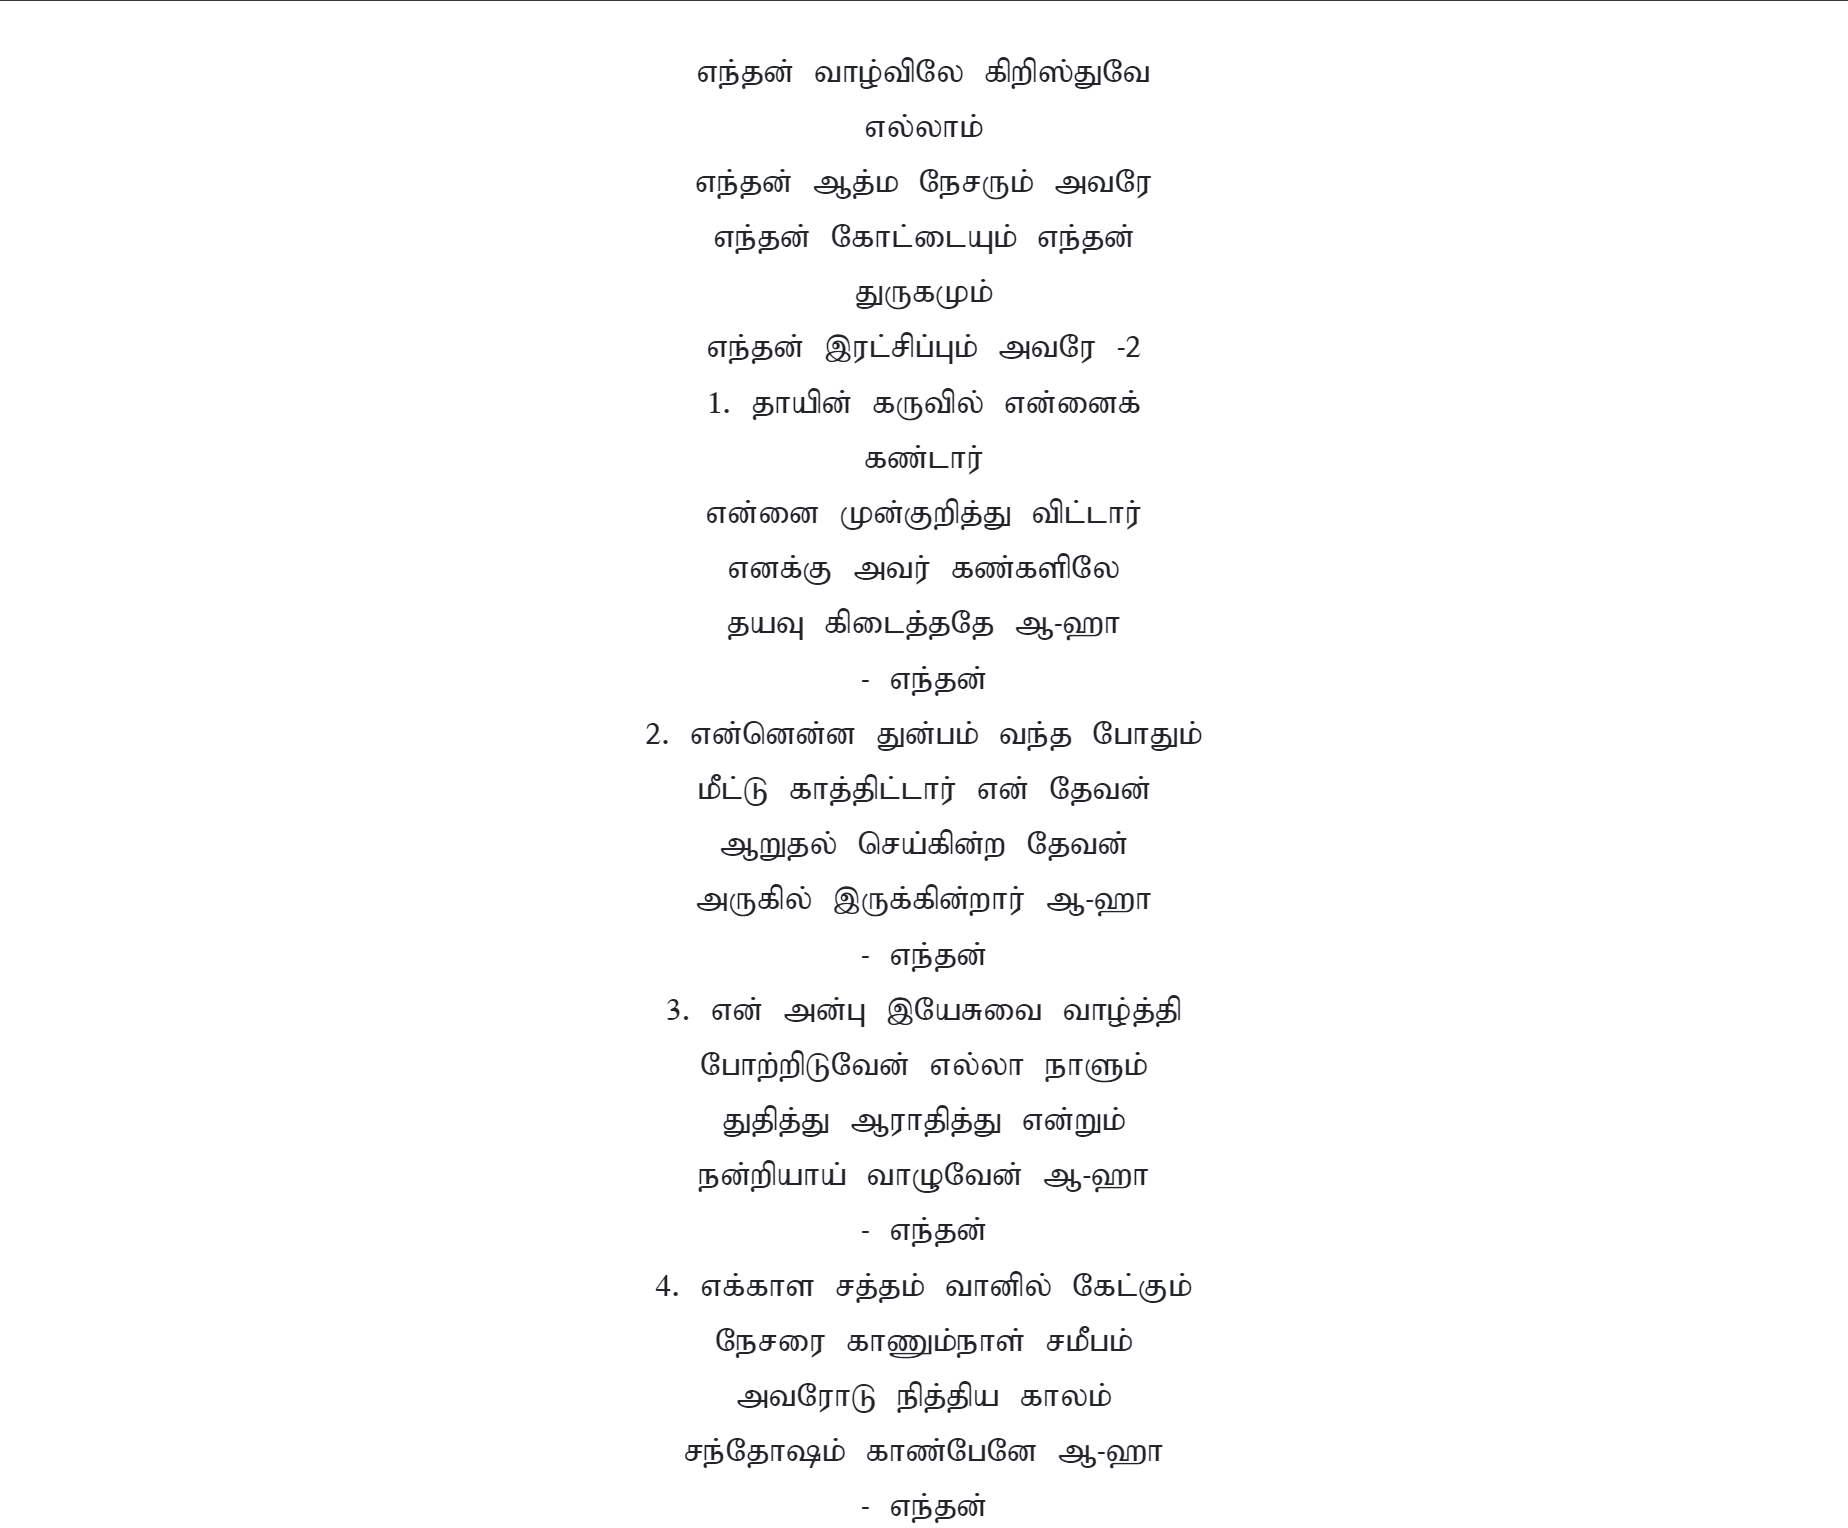 எந்தன் வாழ்விலே கிறிஸ்துவே
எல்லாம்
எந்தன் ஆத்ம நேசரும் அவரே
எந்தன் கோட்டையும் எந்தன்
துருகமும்
எந்தன் இரட்சிப்பும் அவரே -2
1. தாயின் கருவில் என்னைக்
கண்டார்
என்னை முன்குறித்து விட்டார்
எனக்கு அவர் கண்களிலே
தயவு கிடைத்ததே ஆ-ஹா
- எந்தன்
2. என்னென்ன துன்பம் வந்த போதும்
மீட்டு காத்திட்டார் என் தேவன்
ஆறுதல் செய்கின்ற தேவன்
அருகில் இருக்கின்றார் ஆ-ஹா
- எந்தன்
3. என் அன்பு இயேசுவை வாழ்த்தி
போற்றிடுவேன் எல்லா நாளும்
துதித்து ஆராதித்து என்றும்
நன்றியாய் வாழுவேன் ஆ-ஹா
- எந்தன்
4. எக்காள சத்தம் வானில் கேட்கும்
நேசரை காணும்நாள் சமீபம்
அவரோடு நித்திய காலம்
சந்தோஷம் காண்பேனே ஆ-ஹா
- எந்தன்